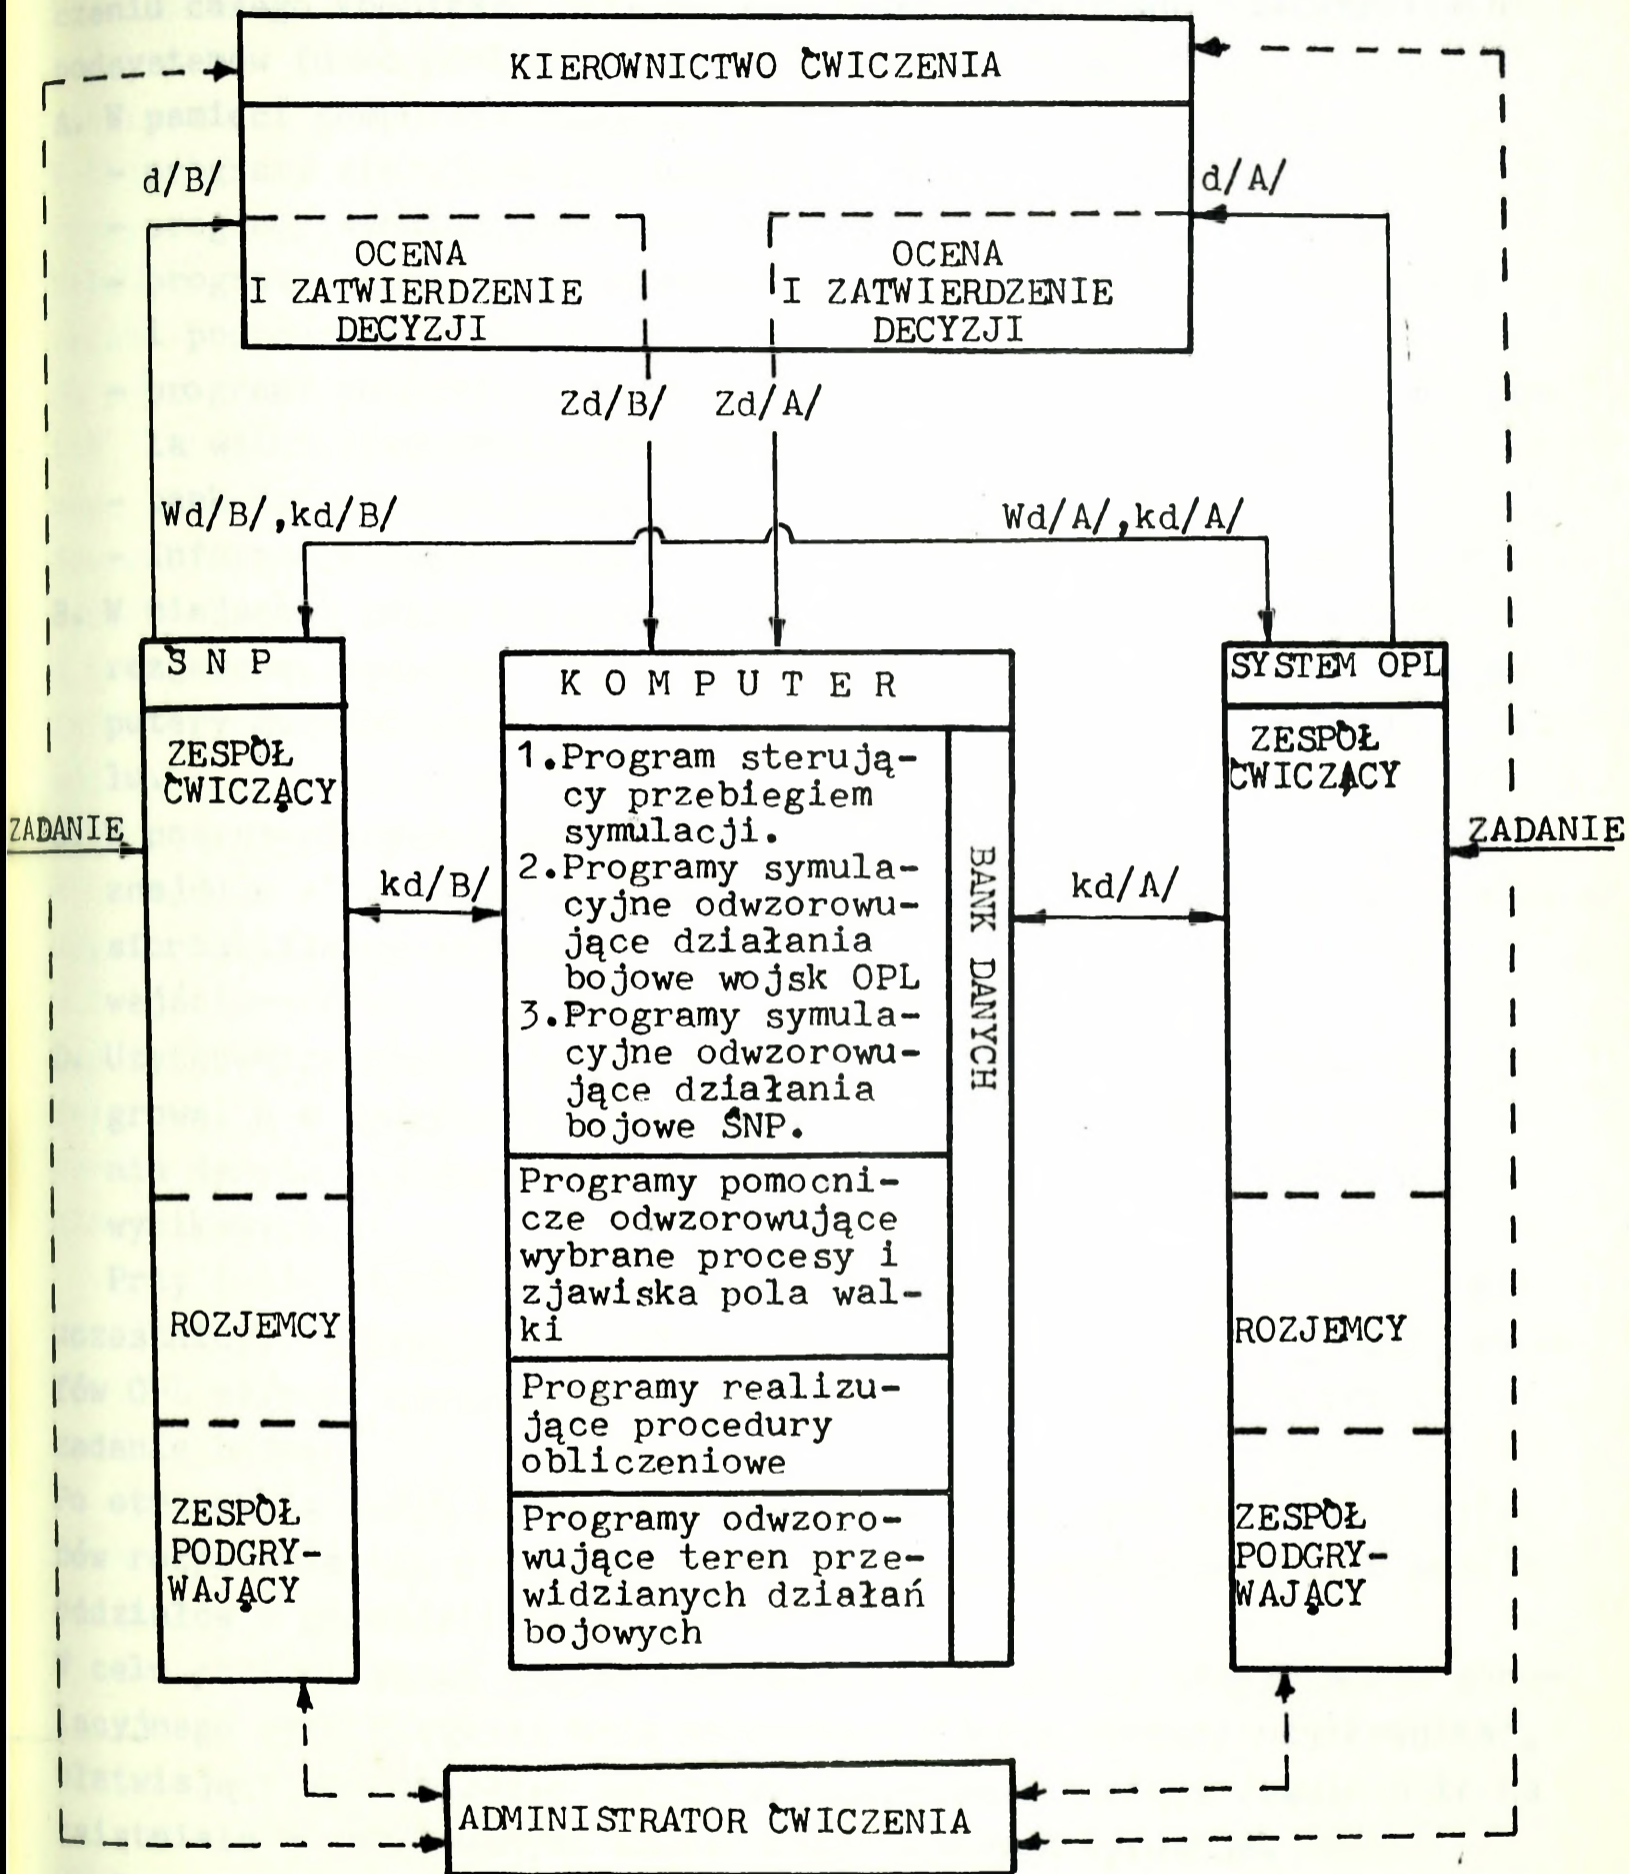 KIEROWNICTWO ĆWICZENIA
d/B/
d/A/
OCENA
I ZATWIERDZENIE
DECYZJI
OCENA
I ZATWIERDZENIE
DECYZJI
Zd/B/
Zd/A/
Wd/B/,kd/B/
Wd/A/,kd/A/
ŚNP
ZESPÓŁ
ĆWICZĄCY
ZADANIE
ROZJEMCY
ZESPÓŁ
PODGRY-
WAJĄCY
kd/B/
KOMPUTER
1.Program sterują-
cy przebiegiem
symulacji.
2.Programy symula-
cyjne odwzorowu-
jące działania
bojowe wojsk OPL
3.Programy symula-
cyjne odwzorowu-
jące działania
bojowe ŚNP.
Programy pomocni-
cze odwzorowujące
wybrane procesy i
zjawiska pola wal-
ki
Programy realizu-
jące procedury
obliczeniowe
Programy odwzoro-
wujące teren prze-
widzianych działań
bojowych
BANK DANYCH
kd/A/
SYSTEM OPL
ZESPÓŁ
ĆWICZĄCY
ZADANIE
ROZJEMCY
ZESPÓŁ
PODGRY-
WAJĄCY
ADMINISTRATOR ĆWICZENIA